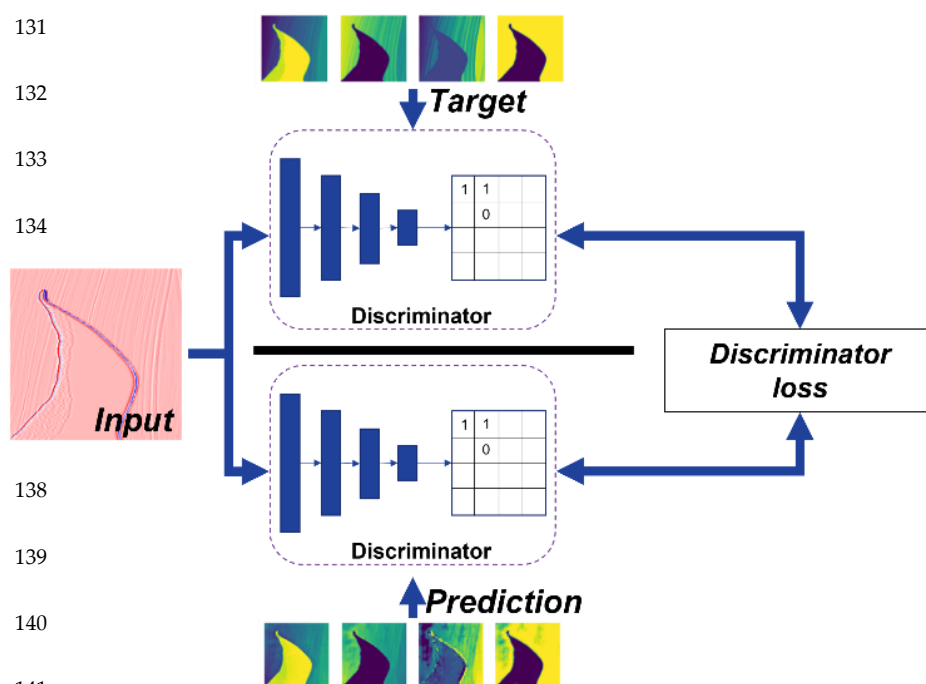 131
132
133
134
138
139
140
Target
1 1
0
Discriminator
Input
Discriminator
loss
1 1
0
Discriminator
Prediction